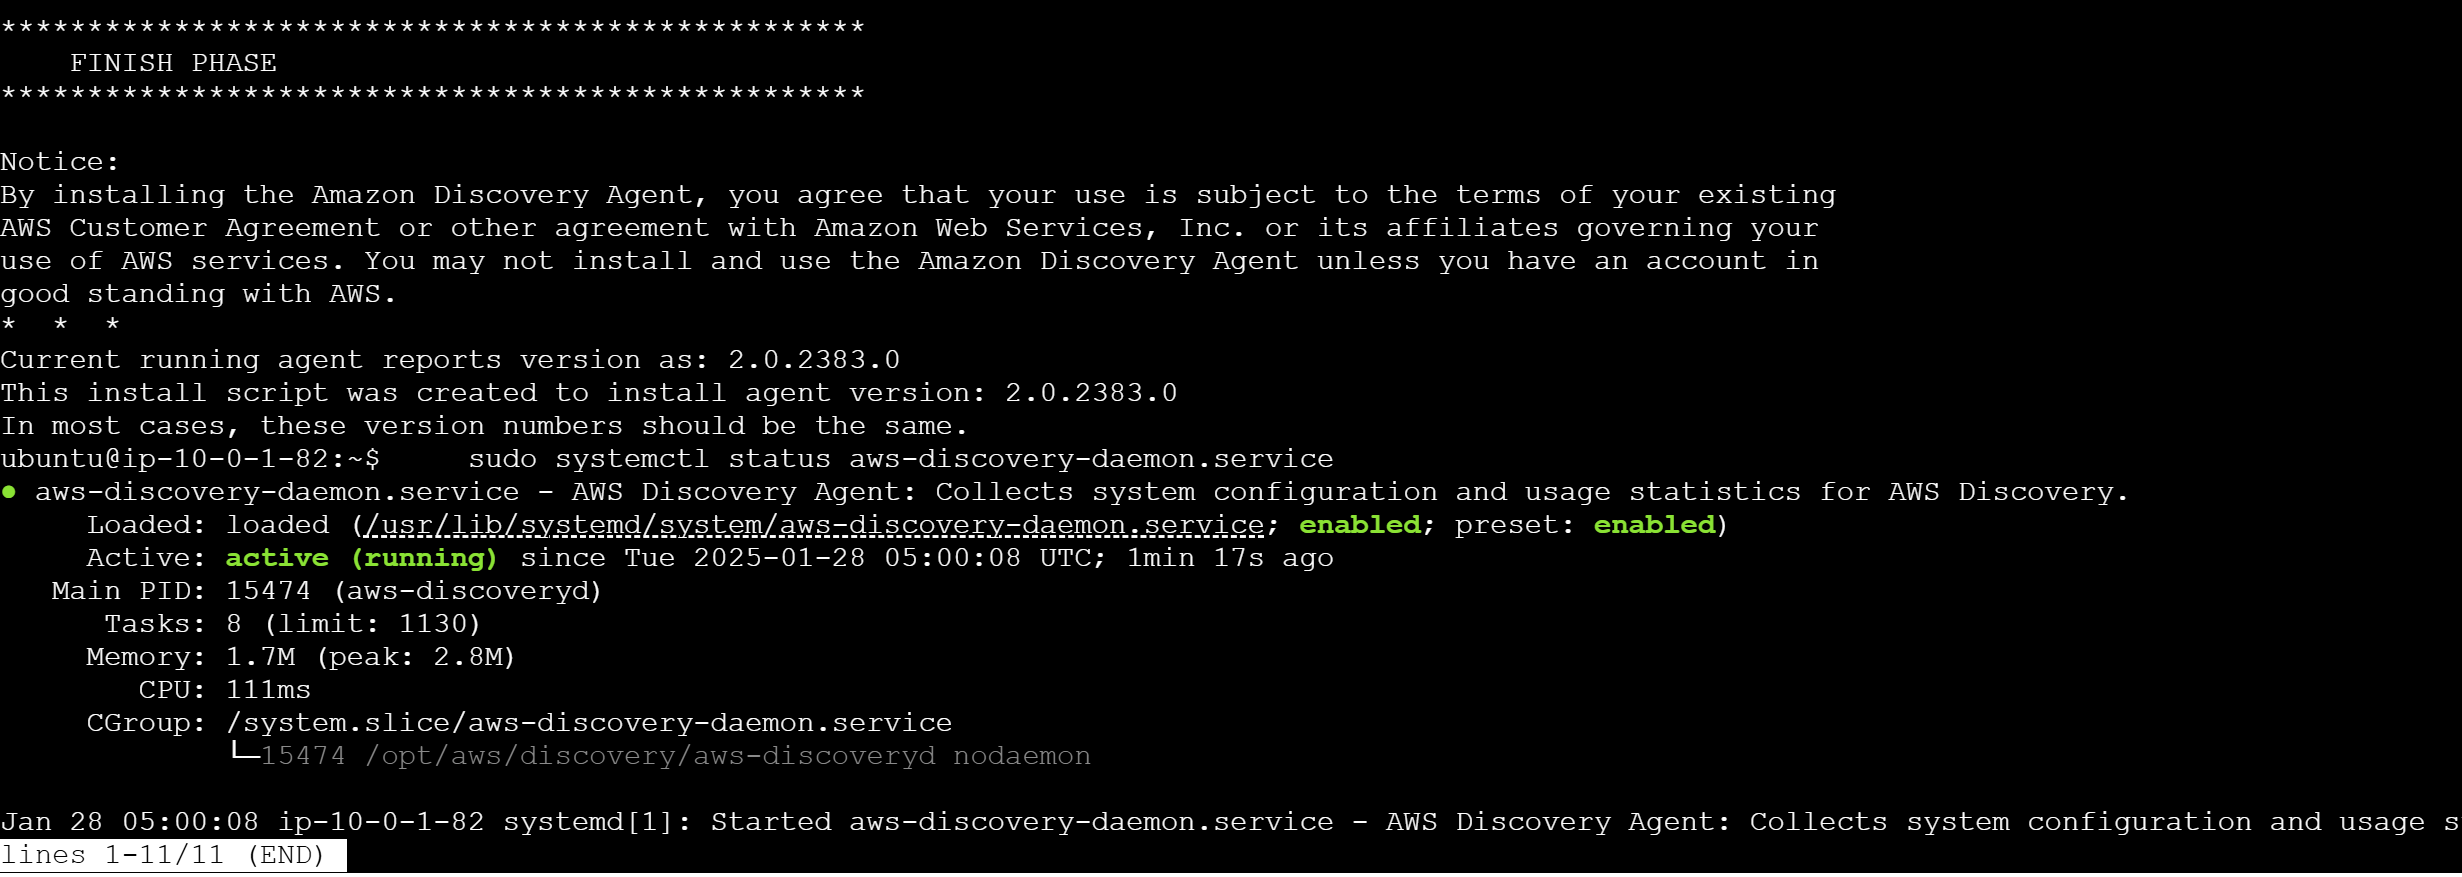 **************************************************
    FINISH PHASE
**************************************************

Notice:
By installing the Amazon Discovery Agent, you agree that your use is subject to the terms of your existing
AWS Customer Agreement or other agreement with Amazon Web Services, Inc. or its affiliates governing your
use of AWS services. You may not install and use the Amazon Discovery Agent unless you have an account in
good standing with AWS.
*  *  *
Current running agent reports version as: 2.0.2383.0
This install script was created to install agent version: 2.0.2383.0
In most cases, these version numbers should be the same.
ubuntu@ip-10-0-1-82:~$     sudo systemctl status aws-discovery-daemon.service
● aws-discovery-daemon.service - AWS Discovery Agent: Collects system configuration and usage statistics for AWS Discovery.
     Loaded: loaded (/usr/lib/systemd/system/aws-discovery-daemon.service; enabled; preset: enabled)
     Active: active (running) since Tue 2025-01-28 05:00:08 UTC; 1min 17s ago
   Main PID: 15474 (aws-discoveryd)
      Tasks: 8 (limit: 1130)
     Memory: 1.7M (peak: 2.8M)
        CPU: 111ms
     CGroup: /system.slice/aws-discovery-daemon.service
             └─15474 /opt/aws/discovery/aws-discoveryd nodaemon

Jan 28 05:00:08 ip-10-0-1-82 systemd[1]: Started aws-discovery-daemon.service - AWS Discovery Agent: Collects system configuration and usage s
lines 1-11/11 (END)